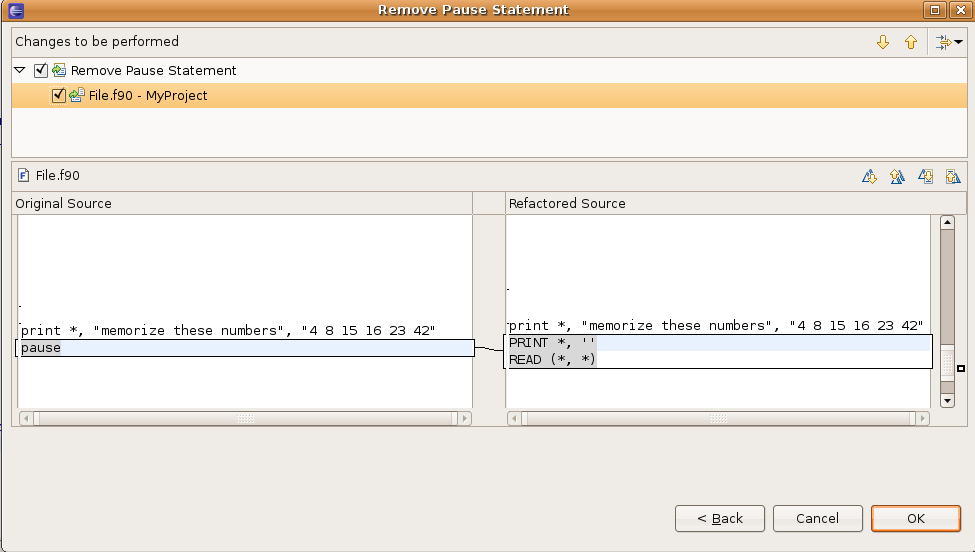 Remove Pause Statement
Changes to be performed
Remove Pause Statement
File.f90 - MyProject
File.f90
Original Source
Refactored Source
print *, "memorize these numbers", "4 8 15 16 23 42"
pause
print *, "memorize these numbers", "4 8 15 16 23 42"
PRINT *, ''
READ (*, *)
< Back
Cancel
OK